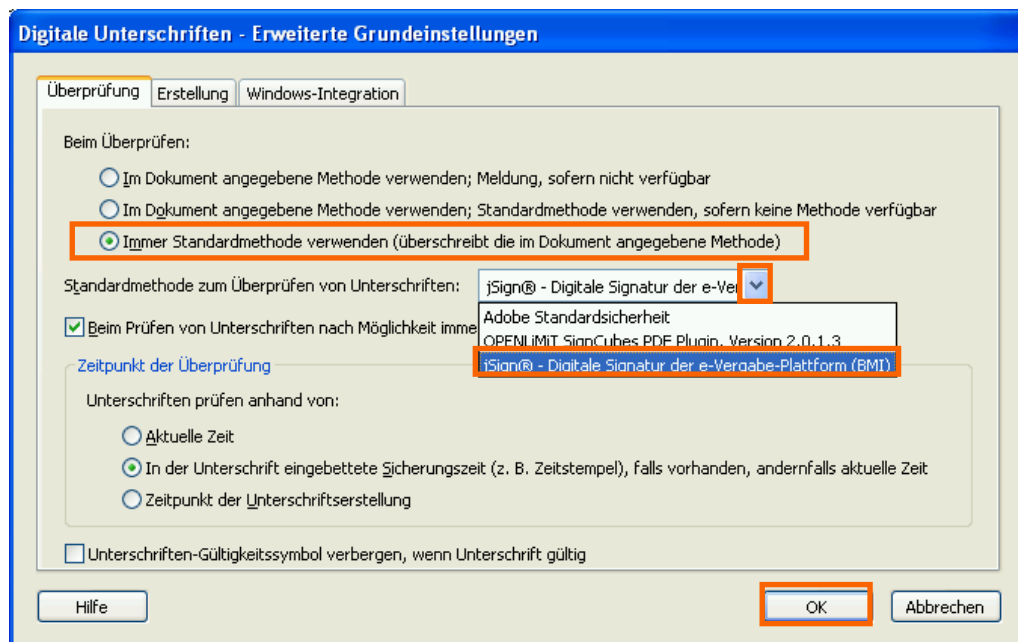 Digitale Unterschriften - Erweiterte Grundeinstellungen
Überprüfung Erstellung Windows-Integration
Beim Überprüfen:
Im Dokument angegebene Methode verwenden; Meldung, sofern nicht verfügbar
Im Dokument angegebene Methode verwenden; Standardmethode verwenden, sofern keine Methode verfügbar
Immer Standardmethode verwenden (überschreibt die im Dokument angegebene Methode)
Standardmethode zum Überprüfen von Unterschriften: jSign® - Digitale Signatur der e-Ver
Adobe Standardsicherheit
Beim Prüfen von Unterschriften nach Möglichkeit imme
OPENLiMiT SignCubes PDF Plugin, Version 2.0.1.3
jSign® - Digitale Signatur der e-Vergabe-Plattform (BMI)
Zeitpunkt der Überprüfung
Unterschriften prüfen anhand von:
Aktuelle Zeit
In der Unterschrift eingebettete Sicherungszeit (z. B. Zeitstempel), falls vorhanden, andernfalls aktuelle Zeit
Zeitpunkt der Unterschriftserstellung
Unterschriften-Gültigkeitssymbol verbergen, wenn Unterschrift gültig
Hilfe OK Abbrechen